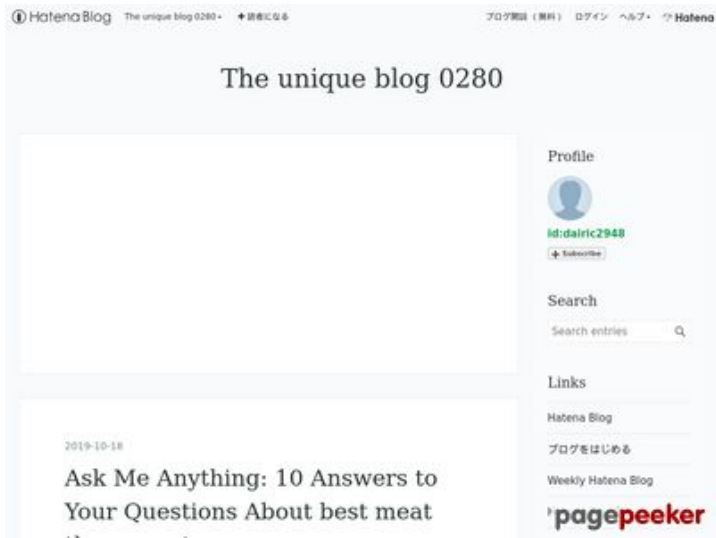 Hatena Blog The unique blog 0280 ✚読者になる ブログ開設（無料） ログイン ヘルプ Hatena
The unique blog 0280
Profile
id:dairic2948
+ Subscribe
Search
Search entries
Links
Hatena Blog
ブログをはじめる
Weekly Hatena Blog
2019-10-18
Ask Me Anything: 10 Answers to
Your Questions About best meat
pagepeeker